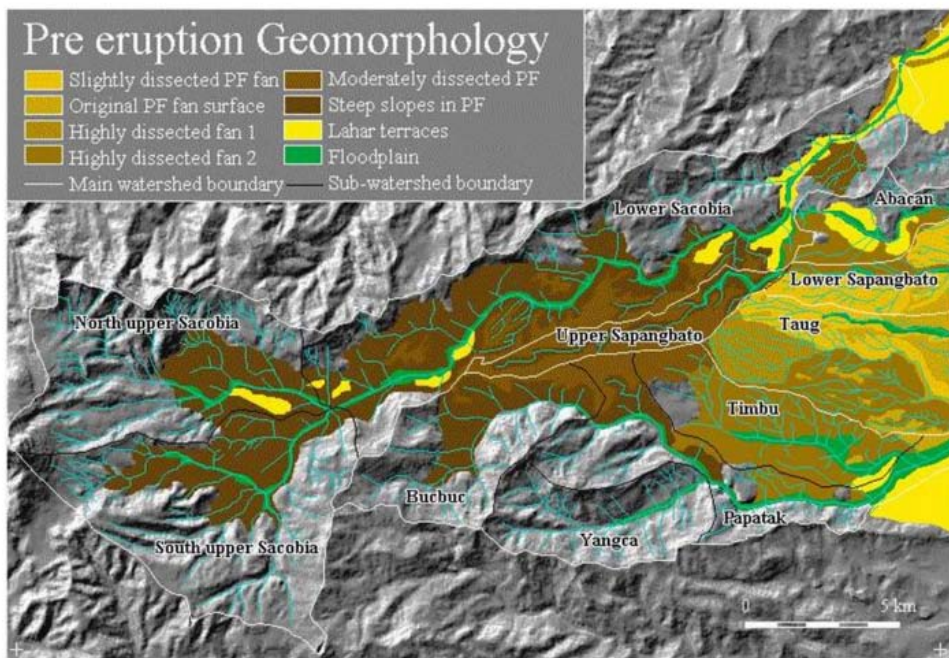 Pre eruption Geomorphology
Slightly dissected PF fan
Moderately dissected PF
Original PF fan surface
Steep slopes in PF
Highly dissected fan 1
Lahar terraces
Highly dissected fan 2
Floodplain
Main watershed boundary
Sub-watershed boundary
Abacan
Lower Sacobia
Lower Sapangbato
North upper Sacobia
Upper Sapangbato
Taug
Timbu
Bucbuc
Papatak
South upper Sacobia
Yangca
0 5 km